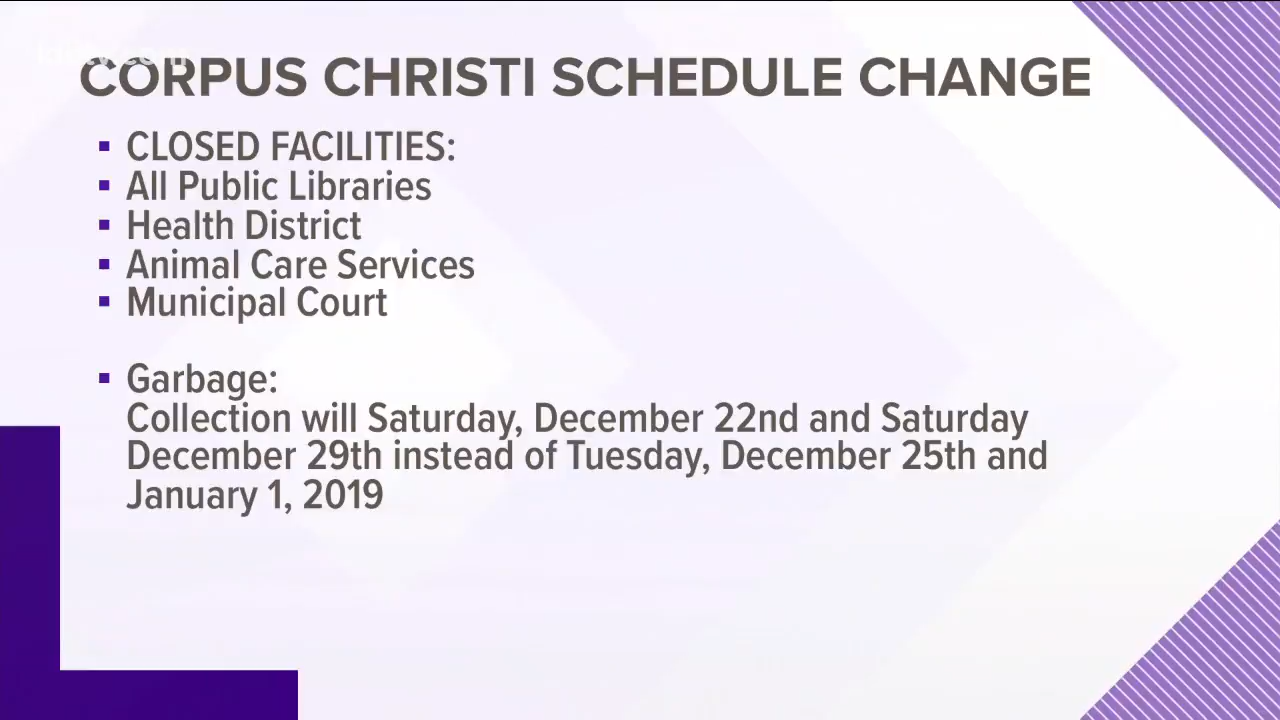 CORPUS CHRISTI SCHEDULE CHANGE
▪ CLOSED FACILITIES:
▪ All Public Libraries
▪ Health District
▪ Animal Care Services
▪ Municipal Court
▪ Garbage:
Collection will Saturday, December 22nd and Saturday
December 29th instead of Tuesday, December 25th and
January 1, 2019